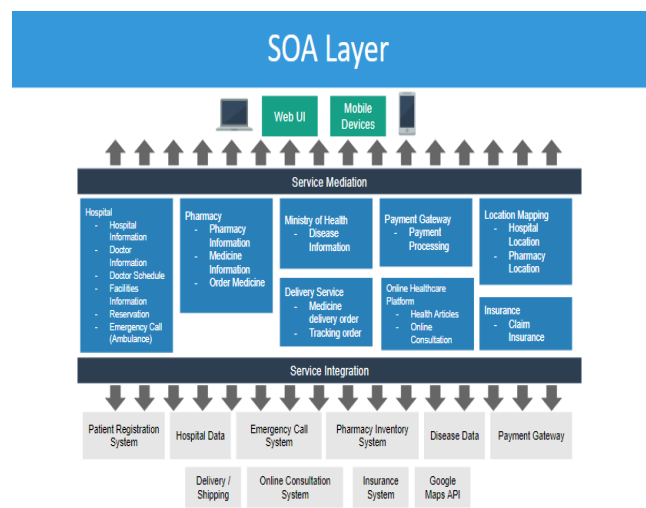 SOA Layer
Web UI
Mobile
Devices
Service Mediation
Hospital
- Hospital
Information
- Doctor
Information
- Doctor Schedule
- Facilities
Information
- Reservation
- Emergency Call
(Ambulance)
Pharmacy
- Pharmacy
Information
- Medicine
Information
- Order Medicine
Ministry of Health
- Disease
Information
Payment Gateway
- Payment
Processing
Location Mapping
- Hospital
Location
- Pharmacy
Location
Delivery Service
- Medicine
delivery order
- Tracking order
Online Healthcare
Platform
- Health Articles
- Online
Consultation
Insurance
- Claim
Insurance
Service Integration
Patient Registration
System
Hospital Data
Emergency Call
System
Pharmacy Inventory
System
Disease Data
Payment Gateway
Delivery /
Shipping
Online Consultation
System
Insurance
System
Google
Maps API